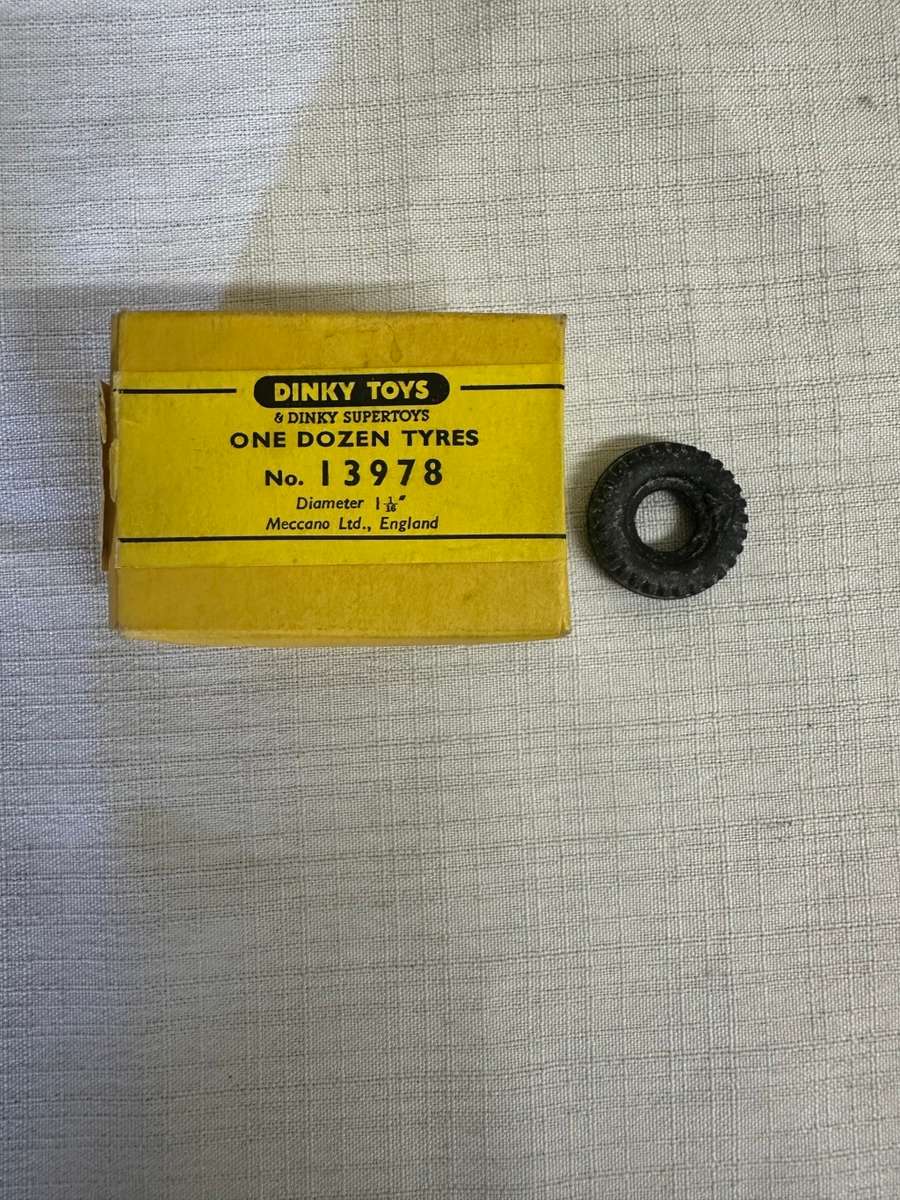 DINKY TOYS
& DINKY SUPERTOYS
ONE DOZEN TYRES
No. 13978
Diameter 1 1/16"
Meccano Ltd., England